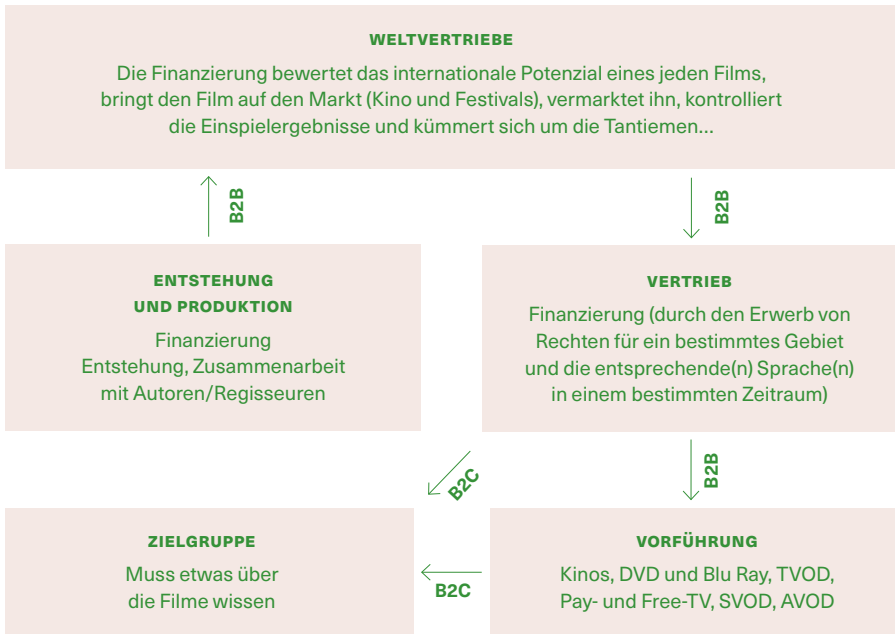 WELTVERTRIEBE
Die Finanzierung bewertet das internationale Potenzial eines jeden Films,
bringt den Film auf den Markt (Kino und Festivals), vermarktet ihn, kontrolliert
die Einspielergebnisse und kümmert sich um die Tantiemen...
B2B
B2B
ENTSTEHUNG
UND PRODUKTION
Finanzierung
Entstehung, Zusammenarbeit
mit Autoren/Regisseuren
VERTRIEB
Finanzierung (durch den Erwerb von
Rechten für ein bestimmtes Gebiet
und die entsprechende(n) Sprache(n)
in einem bestimmten Zeitraum)
B2C
B2B
ZIELGRUPPE
Muss etwas über
die Filme wissen
B2C
VORFÜHRUNG
Kinos, DVD und Blu Ray, TVOD,
Pay- und Free-TV, SVOD, AVOD